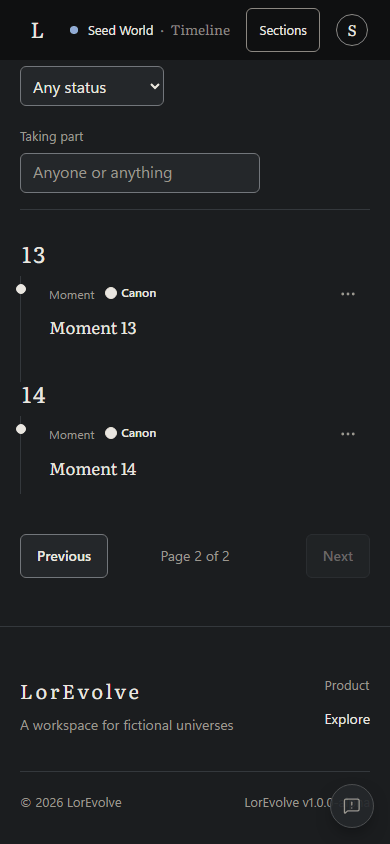 L Seed World · Timeline Sections S
Any status
Taking part
Anyone or anything
13
Moment Canon
Moment 13
14
Moment Canon
Moment 14
Previous Page 2 of 2 Next
LorEvolve Product
A workspace for fictional universes Explore
© 2026 LorEvolve LorEvolve v1.0.0